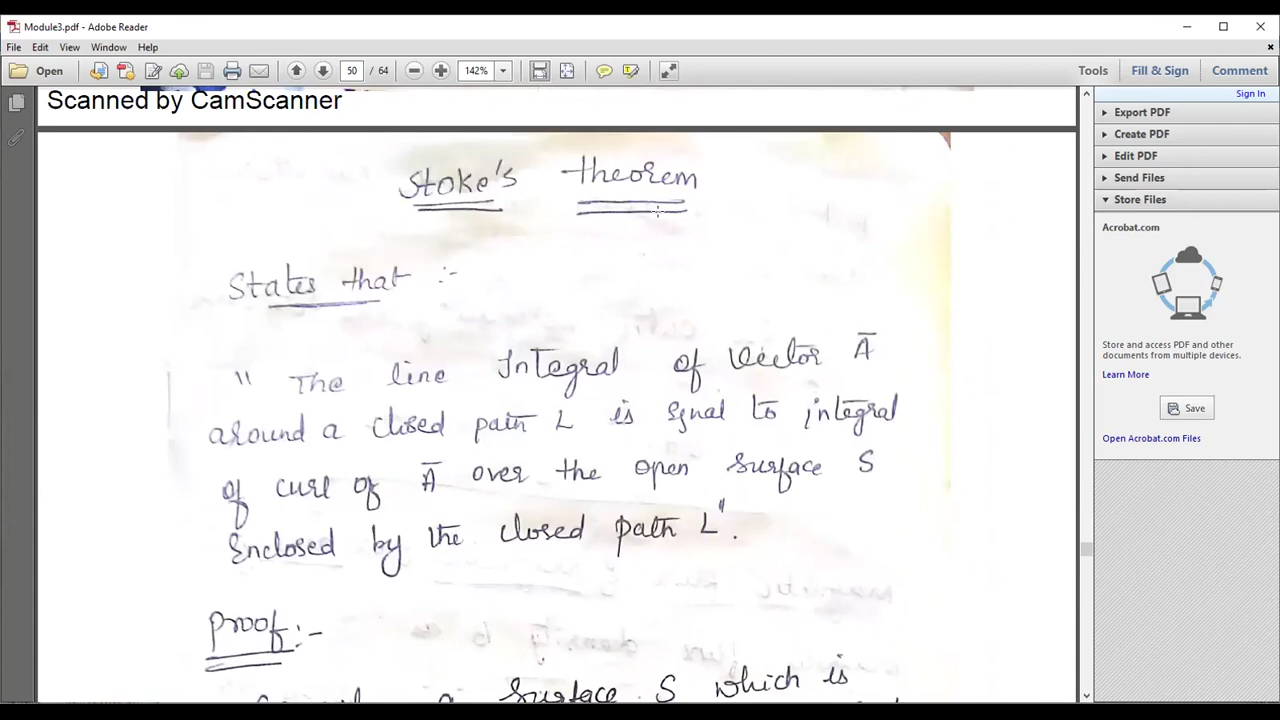 Module3.pdf - Adobe Reader
File Edit View Window Help
Open 50 / 64 142% Tools Fill & Sign Comment
Scanned by CamScanner
Stoke's theorem
States that :-
" The line Integral of vector Ā
around a closed path L is Equal to integral
of curl of Ā over the open surface S
Enclosed by the closed path L".
Proof:-
a surface S which is
Sign In
Export PDF
Create PDF
Edit PDF
Send Files
Store Files
Acrobat.com
Store and access PDF and other
documents from multiple devices.
Learn More
Save
Open Acrobat.com Files